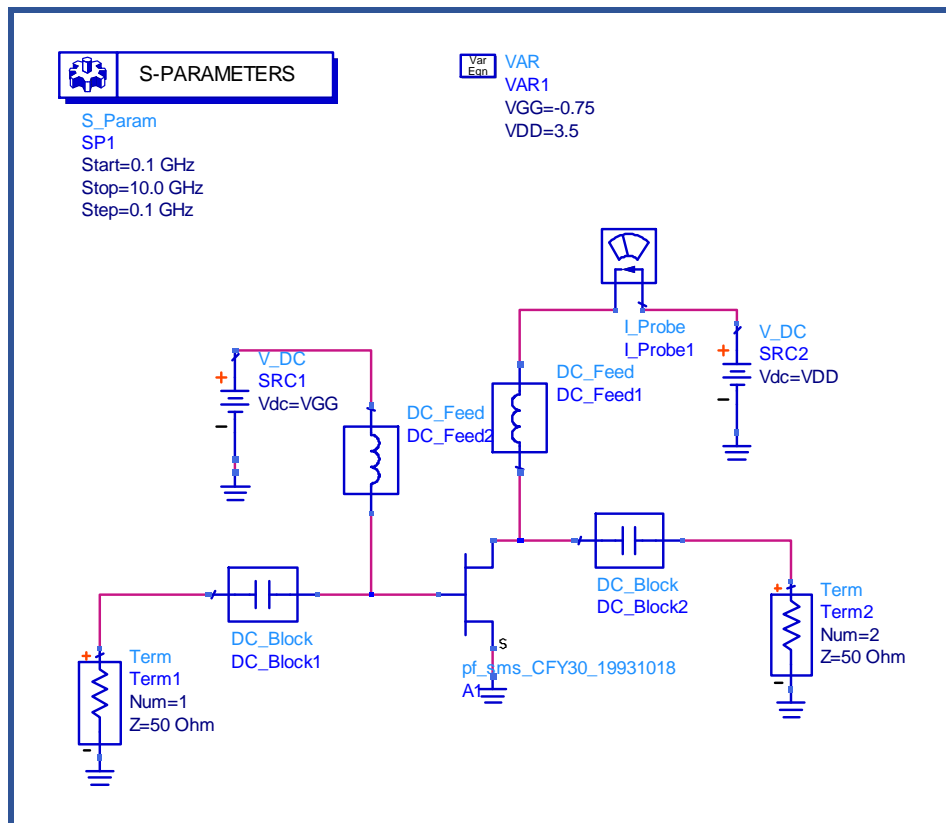 S-PARAMETERS
S_Param
SP1
Start=0.1 GHz
Stop=10.0 GHz
Step=0.1 GHz
Var
Eqn
VAR
VAR1
VGG=-0.75
VDD=3.5
I_Probe
I_Probe1
V_DC
SRC2
Vdc=VDD
+
-
V_DC
SRC1
Vdc=VGG
+
-
DC_Feed
DC_Feed2
DC_Feed
DC_Feed1
DC_Block
DC_Block1
DC_Block
DC_Block2
S
pf_sms_CFY30_19931018
A1
+
Term
Term1
Num=1
Z=50 Ohm
-
+
Term
Term2
Num=2
Z=50 Ohm
-